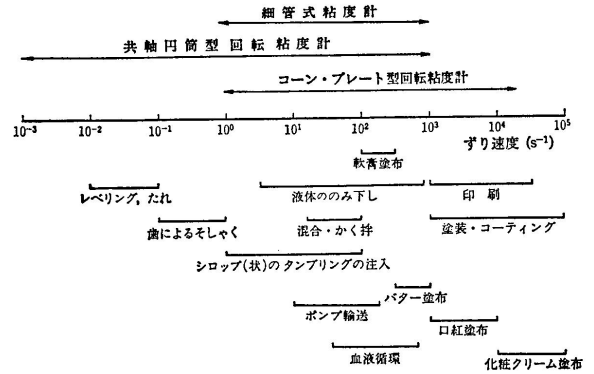 細管式粘度計
共軸円筒型回転粘度計
コーン・プレート型回転粘度計
10⁻³ 10⁻² 10⁻¹ 10⁰ 10¹ 10² 10³ 10⁴ 10⁵
ずり速度 (s⁻¹)
軟膏塗布
レベリング，たれ 液体ののみ下し 印刷
歯によるそしゃく 混合・かく拌 塗装・コーティング
シロップ(状)のタンブリングの注入
バター塗布
ポンプ輸送
口紅塗布
血液循環
化粧クリーム塗布